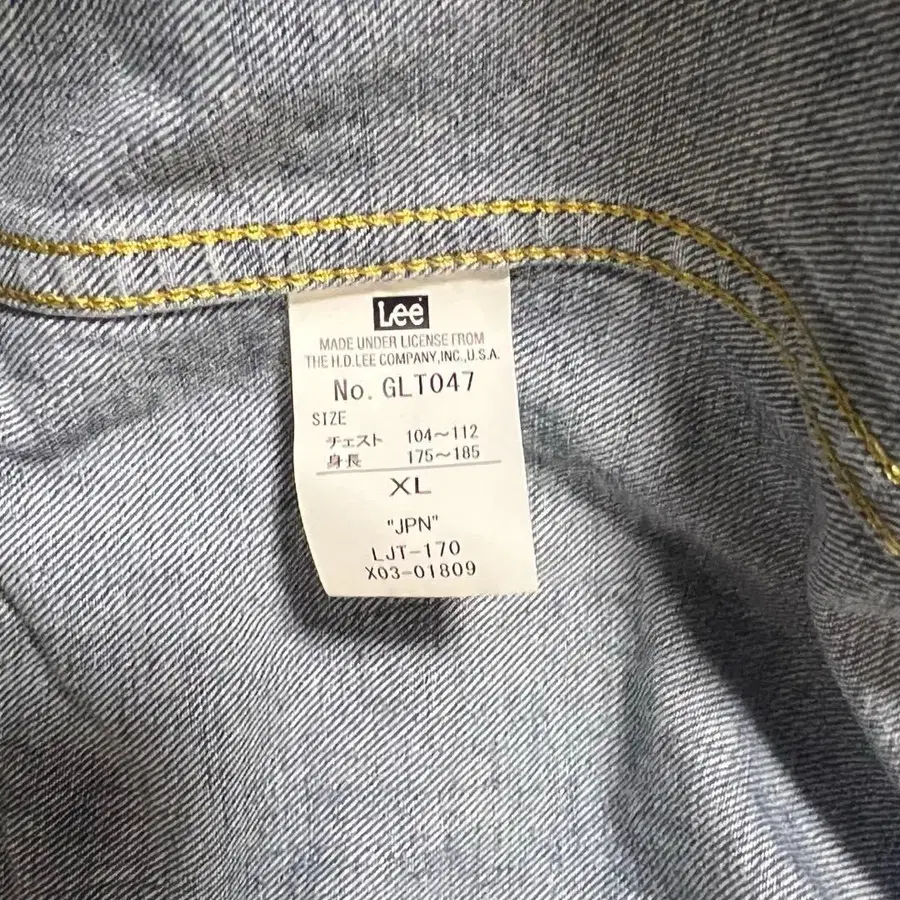 Lee
MADE UNDER LICENSE FROM
THE H.D.LEE COMPANY,INC.,U.S.A.
No. GLT047
SIZE
チェスト 104～112
身長 175～185
XL
"JPN"
LJT-170
X03-01809